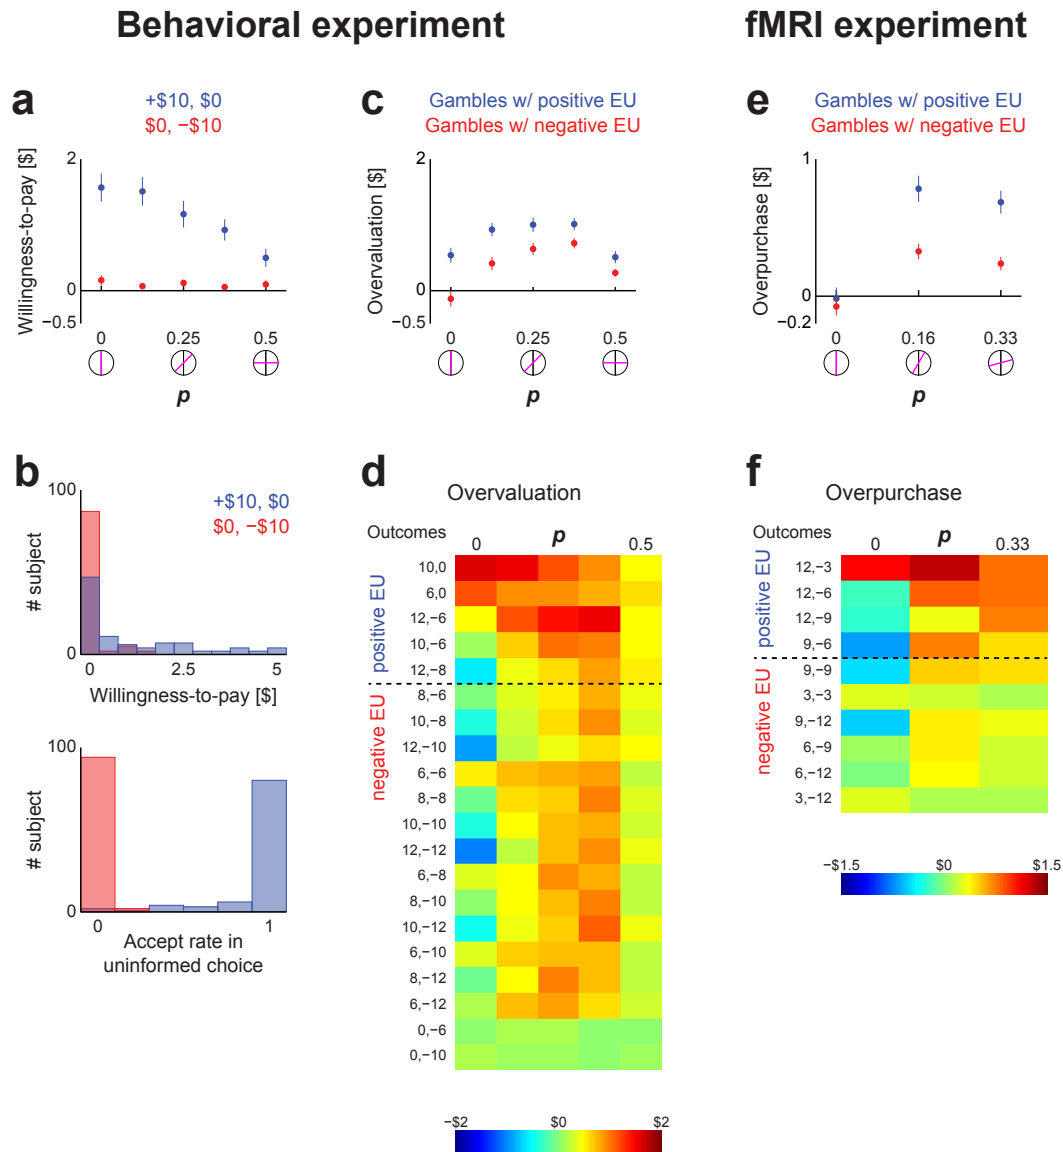 Behavioral experiment
fMRI experiment
a
+$10, $0
$0, −$10
Willingness-to-pay [$]
2
0
−0.5
0
0.25
0.5
p
c
Gambles w/ positive EU
Gambles w/ negative EU
Overvaluation [$]
2
0
−0.5
0
0.25
0.5
p
e
Gambles w/ positive EU
Gambles w/ negative EU
Overpurchase [$]
1
0
−0.2
0
0.16
0.33
p
b
+$10, $0
$0, −$10
# subject
100
0
0
2.5
5
Willingness-to-pay [$]
# subject
100
0
0
1
Accept rate in
uninformed choice
d
Overvaluation
Outcomes
p
0
0.5
positive EU
negative EU
10,0
6,0
12,−6
10,−6
12,−8
8,−6
10,−8
12,−10
6,−6
8,−8
10,−10
12,−12
6,−8
8,−10
10,−12
6,−10
8,−12
6,−12
0,−6
0,−10
−$2
$0
$2
f
Overpurchase
Outcomes
p
0
0.33
positive EU
negative EU
12,−3
12,−6
12,−9
9,−6
9,−9
3,−3
9,−12
6,−9
6,−12
3,−12
−$1.5
$0
$1.5